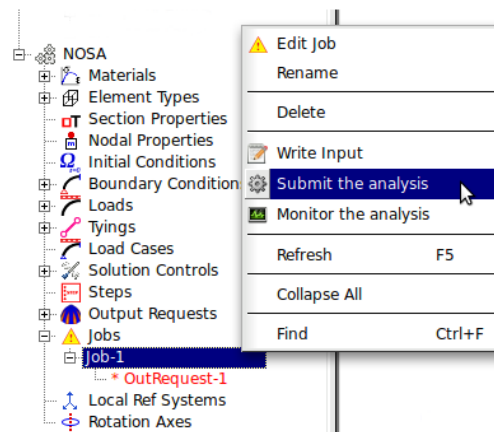 NOSA
Materials
Element Types
Section Properties
Nodal Properties
Initial Conditions
Boundary Condition
Loads
Tyings
Load Cases
Solution Controls
Steps
Output Requests
Jobs
Job-1
* OutRequest-1
Local Ref Systems
Rotation Axes
Edit Job
Rename
Delete
Write Input
Submit the analysis
Monitor the analysis
Refresh F5
Collapse All
Find Ctrl+F